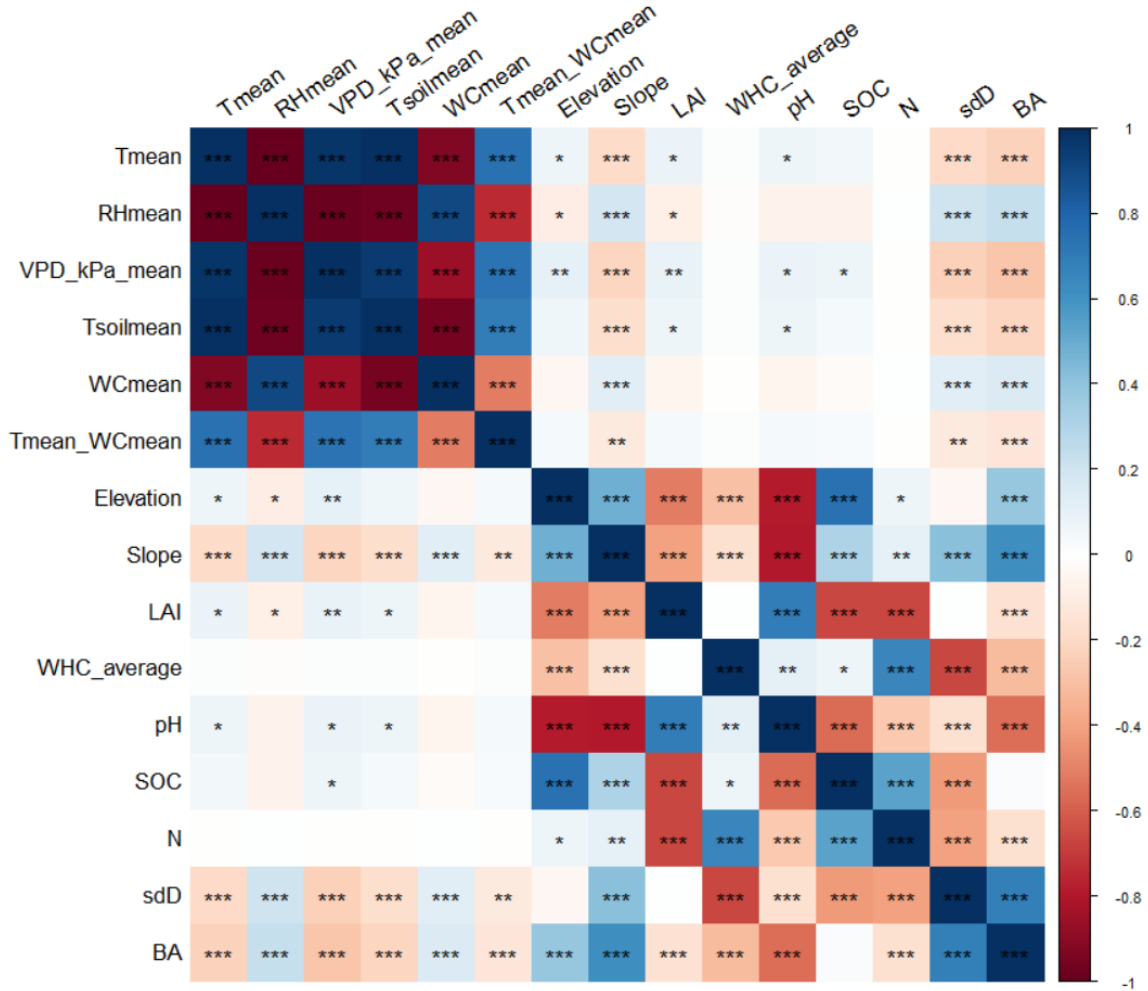 Tmean RHmean VPD_kPa_mean Tsoilmean WCmean Tmean_WCmean Elevation Slope LAI WHC_average pH SOC N sdD BA
Tmean *** *** *** *** *** *** * *** * * *** ***
RHmean *** *** *** *** *** *** * *** * *** ***
VPD_kPa_mean *** *** *** *** *** *** ** *** ** * * *** ***
Tsoilmean *** *** *** *** *** *** *** * * *** ***
WCmean *** *** *** *** *** *** *** *** ***
Tmean_WCmean *** *** *** *** *** *** ** ** ***
Elevation * * ** *** *** *** *** *** *** * ***
Slope *** *** *** *** *** ** *** *** *** *** *** *** ** *** ***
LAI * * ** * *** *** *** *** *** *** ***
WHC_average *** *** *** ** * *** *** ***
pH * * * *** *** *** ** *** *** *** *** ***
SOC * *** *** *** * *** *** *** ***
N * ** *** *** *** *** *** *** ***
sdD *** *** *** *** *** ** *** *** *** *** *** *** ***
BA *** *** *** *** *** *** *** *** *** *** *** *** *** ***
1
0.8
0.6
0.4
0.2
0
-0.2
-0.4
-0.6
-0.8
-1